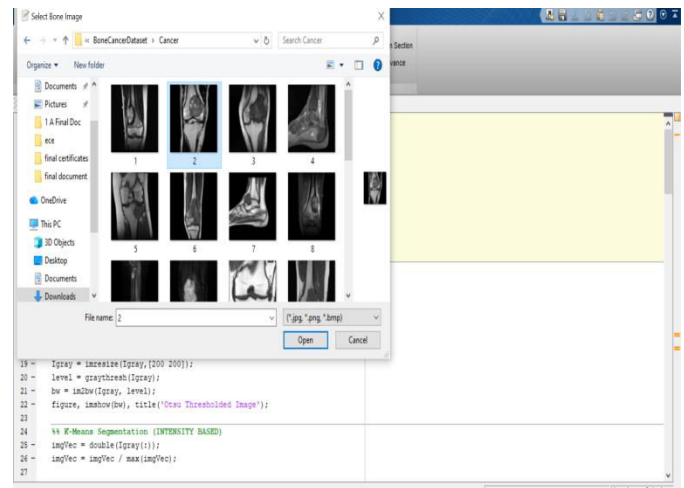 Select Bone Image
« BoneCancerDataset › Cancer
Search Cancer
Organize
New folder
n Section
vance
Documents
Pictures
1 A Final Doc
ece
final certificates
final document
OneDrive
This PC
3D Objects
Desktop
Documents
Downloads
1
2
3
4
5
6
7
8
File name: 2
(*.jpg, *.png, *.bmp)
Open
Cancel
19 - Igray = imresize(Igray,[200 200]);
20 - level = graythresh(Igray);
21 - bw = im2bw(Igray, level);
22 - figure, imshow(bw), title('Otsu Thresholded Image');
23
24 %% K-Means Segmentation (INTENSITY BASED)
25 - imgVec = double(Igray(:));
26 - imgVec = imgVec / max(imgVec);
27